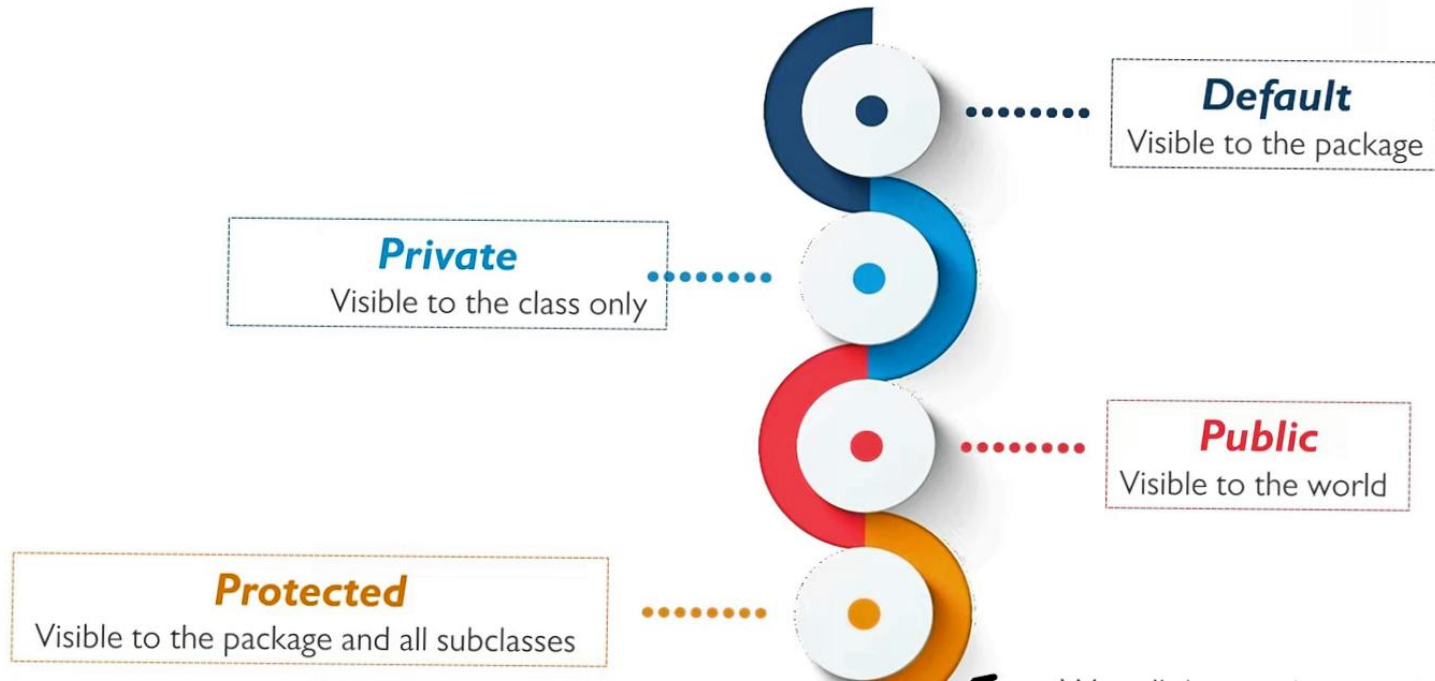 Default
Visible to the package
Private
Visible to the class only
Public
Visible to the world
Protected
Visible to the package and all subclasses